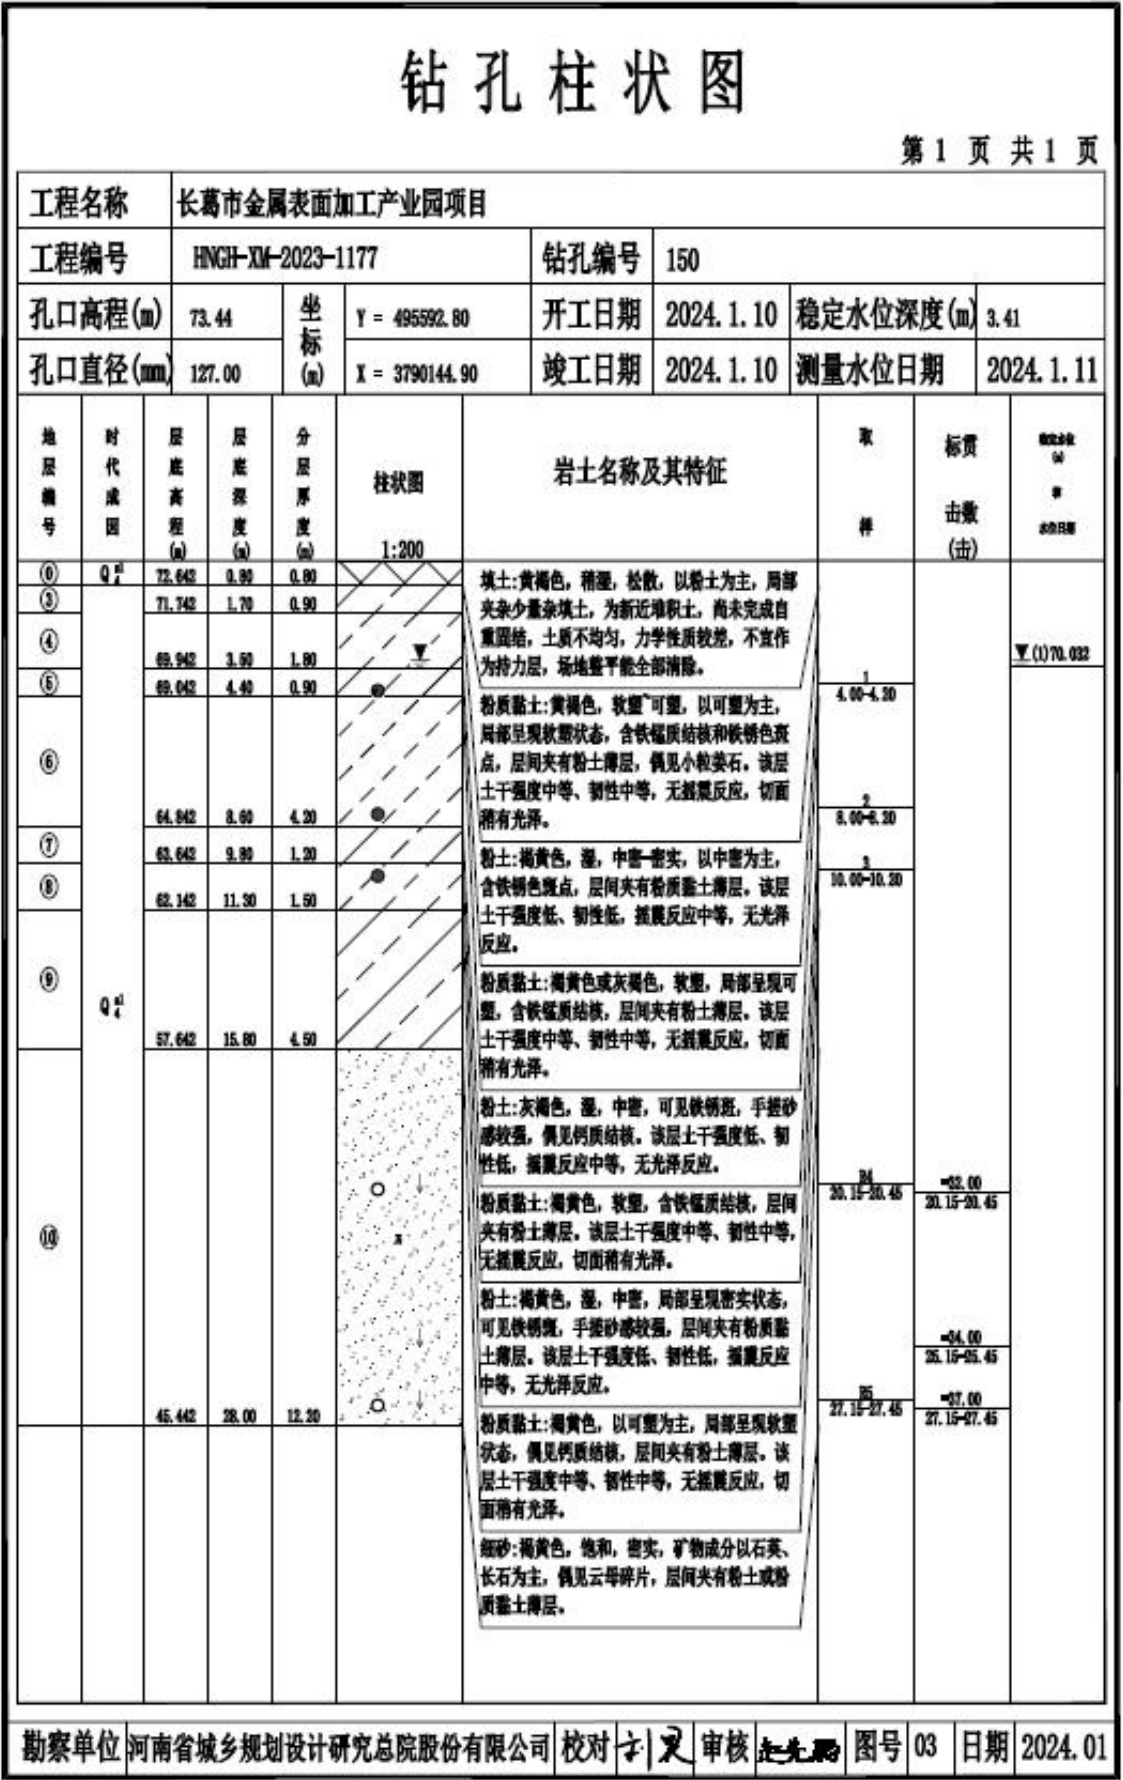 钻孔柱状图
第 1 页 共 1 页
工程名称 长葛市金属表面加工产业园项目
工程编号 HNGH-XM-2023-1177 钻孔编号 150
孔口高程(m) 73.44 坐标(m) Y = 495592.80 开工日期 2024.1.10 稳定水位深度(m) 3.41
孔口直径(mm) 127.00 X = 3790144.90 竣工日期 2024.1.10 测量水位日期 2024.1.11
地层编号 时代成因 层底高程(m) 层底深度(m) 分层厚度(m) 柱状图 1:200 岩土名称及其特征 取样 标贯击数(击)
⓪ 72.642 0.80 0.80
③ 71.742 1.70 0.90
④ 69.942 3.50 1.80
⑤ 69.042 4.40 0.90
⑥ 64.842 8.60 4.20
⑦ 63.642 9.80 1.20
⑧ 62.142 11.30 1.50
⑨ 57.642 15.80 4.50
⑩ 45.442 28.00 12.20
填土:黄褐色，稍湿，松散，以粉土为主，局部
夹杂少量杂填土，为新近堆积土，尚未完成自
重固结，土质不均匀，力学性质较差，不宜作
为持力层，场地整平能全部清除。
粉质黏土:黄褐色，软塑~可塑，以可塑为主，
局部呈现软塑状态，含铁锰质结核和铁锈色斑
点，层间夹有粉土薄层，偶见小粒姜石。该层
土干强度中等、韧性中等，无摇震反应，切面
稍有光泽。
粉土:褐黄色，湿，中密-密实，以中密为主，
含铁锈色斑点，层间夹有粉质黏土薄层。该层
土干强度低、韧性低，摇震反应中等，无光泽
反应。
粉质黏土:褐黄色或灰褐色，软塑，局部呈现可
塑，含铁锰质结核，层间夹有粉土薄层。该层
土干强度中等、韧性中等，无摇震反应，切面
稍有光泽。
粉土:灰褐色，湿，中密，可见铁锈斑，手搓砂
感较强，偶见钙质结核。该层土干强度低、韧
性低，摇震反应中等，无光泽反应。
粉质黏土:褐黄色，软塑，含铁锰质结核，层间
夹有粉土薄层。该层土干强度中等、韧性中等，
无摇震反应，切面稍有光泽。
粉土:褐黄色，湿，中密，局部呈现密实状态，
可见铁锈斑，手搓砂感较强，层间夹有粉质黏
土薄层。该层土干强度低、韧性低，摇震反应
中等，无光泽反应。
粉质黏土:褐黄色，以可塑为主，局部呈现软塑
状态，偶见钙质结核，层间夹有粉土薄层。该
层土干强度中等、韧性中等，无摇震反应，切
面稍有光泽。
细砂:褐黄色，饱和，密实，矿物成分以石英、
长石为主，偶见云母碎片，层间夹有粉土或粉
质黏土薄层。
1
4.00-4.20
2
8.00-8.20
3
10.00-10.20
20.15-20.45
27.15-27.45
=32.00
20.15-20.45
=34.00
25.15-25.45
=37.00
27.15-27.45
(1)70.032
勘察单位 河南省城乡规划设计研究总院股份有限公司 校对 审核 图号 03 日期 2024.01